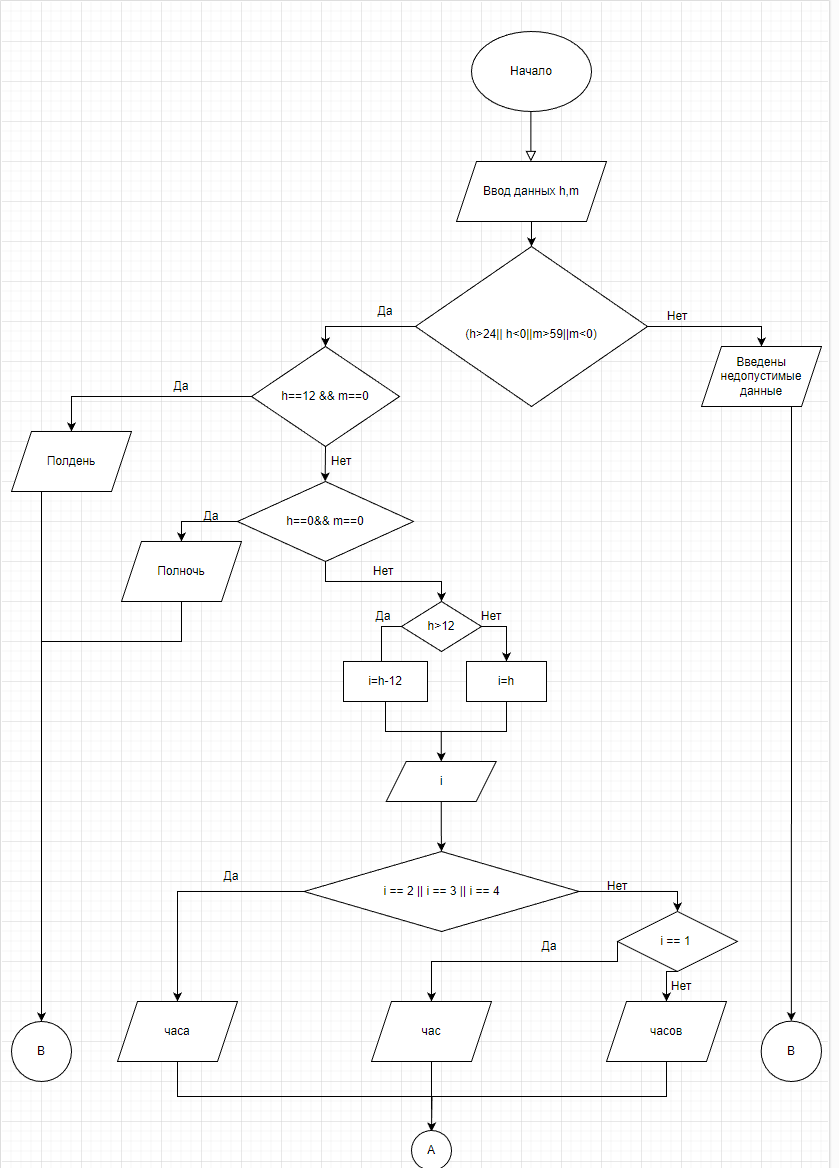 Начало
Ввод данных h,m
(h>24|| h<0||m>59||m<0)
Да
Нет
Введены
недопустимые
данные
h==12 && m==0
Да
Полдень
Нет
h==0&& m==0
Да
Полночь
Нет
h>12
Да
Нет
i=h-12
i=h
i
i == 2 || i == 3 || i == 4
Да
Нет
i == 1
Да
Нет
часа
час
часов
В
В
А